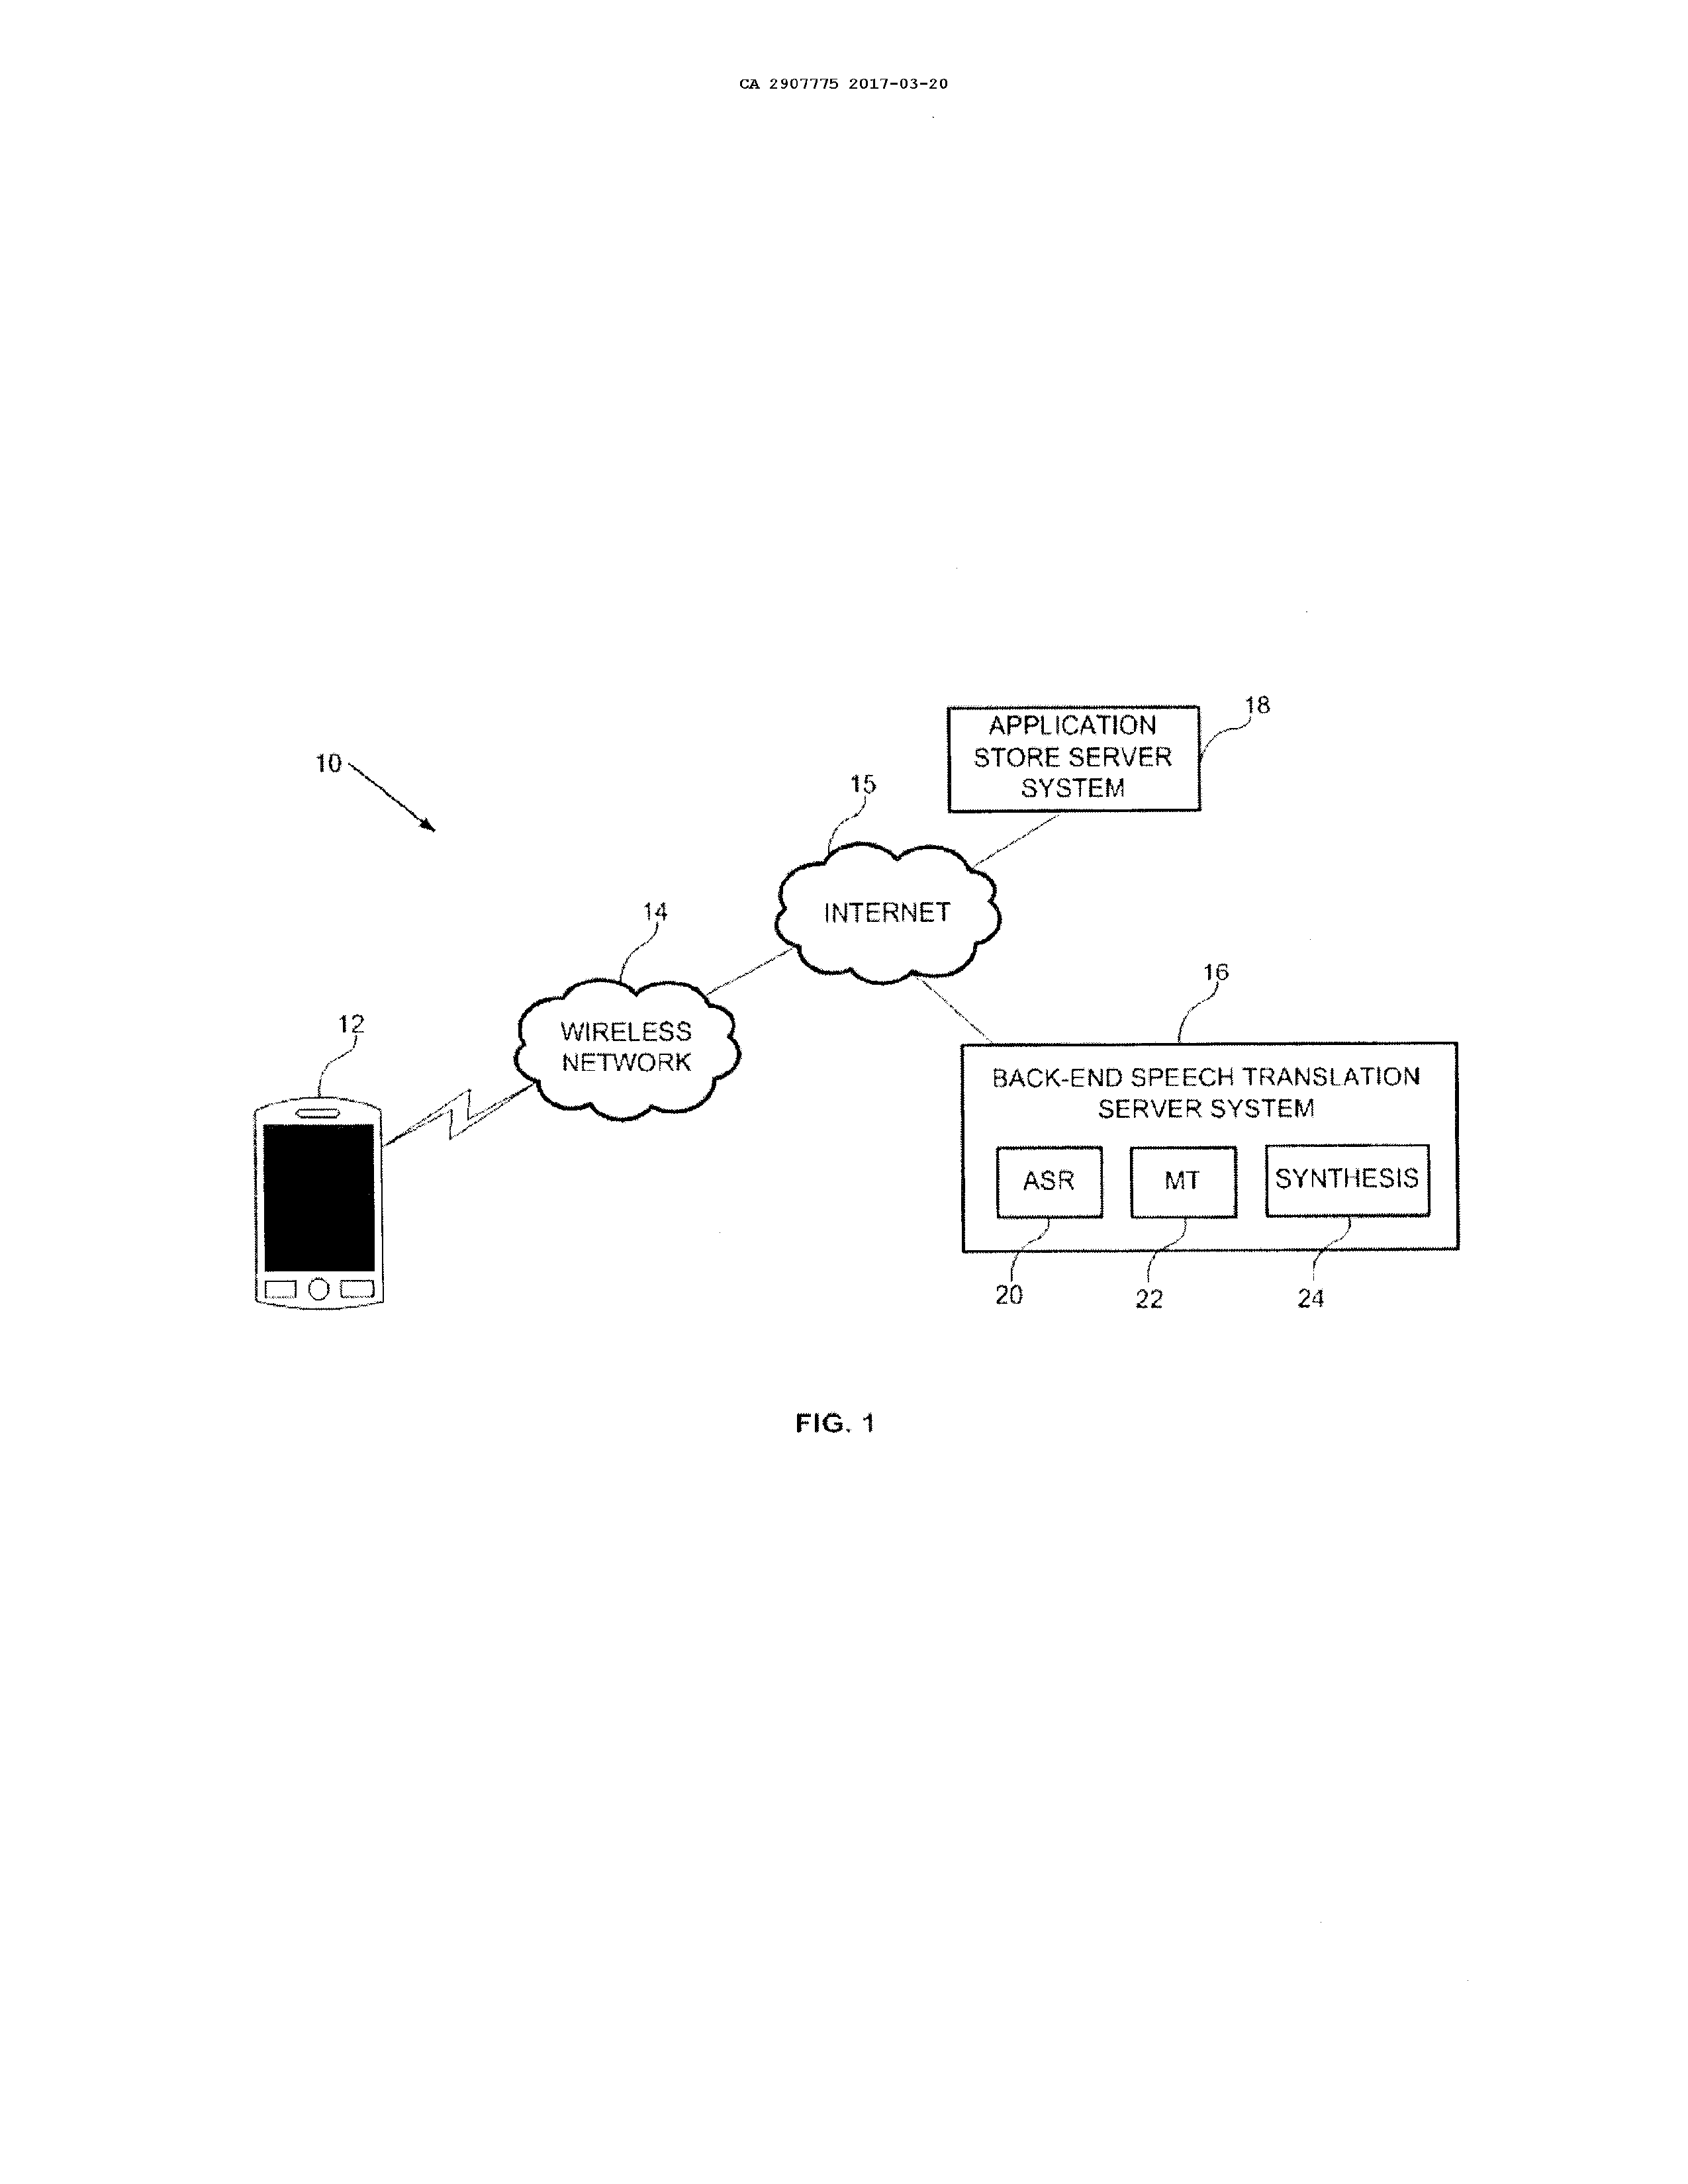 CA 2907775 2017-03-20
18
APPLICATION
STORE SERVER
SYSTEM
10
15
INTERNET
14
WIRELESS
NETWORK
16
12
BACK-END SPEECH TRANSLATION
SERVER SYSTEM
ASR
MT
SYNTHESIS
20
22
24
FIG. 1